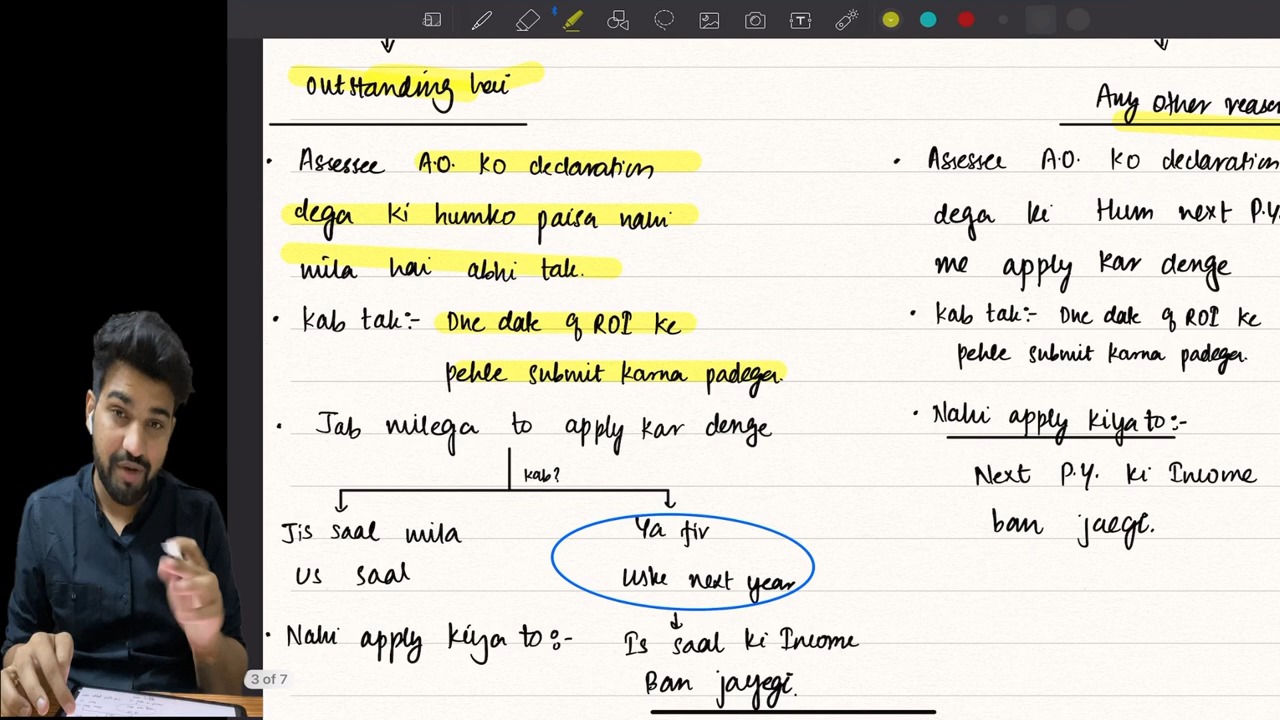 outstanding hai
• Assessee A.O. ko declaration
dega ki humko paisa nahi
mila hai abhi tak.
• Kab tak:- Due date of ROI ke
pehle submit karna padega.
• Jab milega to apply kar denge
kab?
Jis saal mila
us saal
Ya fir
uske next year
• Nahi apply kiya to:-
Is saal ki Income
Ban jayegi.
Any other reason
• Assessee A.O. ko declaration
dega ki Hum next P.Y.
me apply kar denge
• Kab tak:- Due date of ROI ke
pehle submit karna padega.
• Nahi apply kiya to:-
Next P.Y. ki Income
ban jaegi.
3 of 7